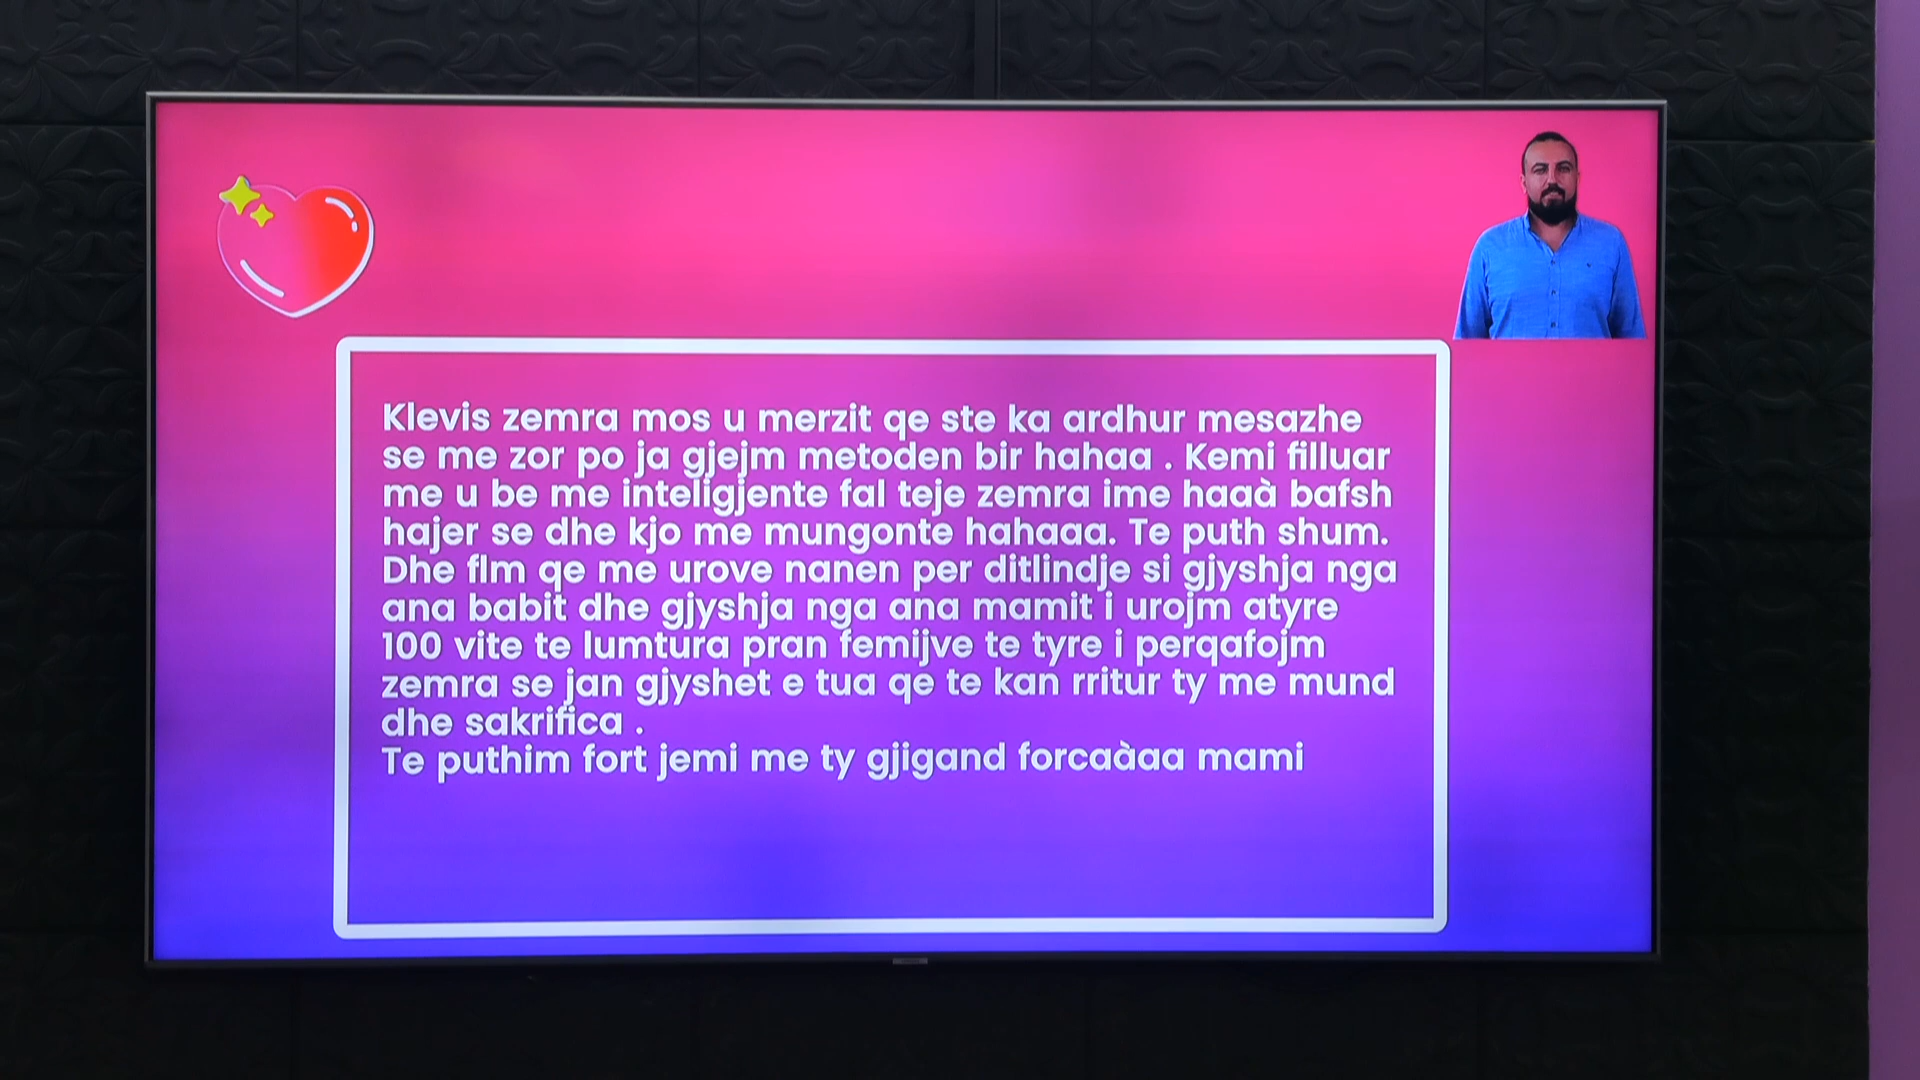 Klevis zemra mos u merzit qe ste ka ardhur mesazhe
se me zor po ja gjejm metoden bir hahaa . Kemi filluar
me u be me inteligjente fal teje zemra ime haaà bafsh
hajer se dhe kjo me mungonte hahaaa. Te puth shum.
Dhe flm qe me urove nanen per ditlindje si gjyshja nga
ana babit dhe gjyshja nga ana mamit i urojm atyre
100 vite te lumtura pran femijve te tyre i perqafojm
zemra se jan gjyshet e tua qe te kan rritur ty me mund
dhe sakrifica .
Te puthim fort jemi me ty gjigand forcaàaa mami